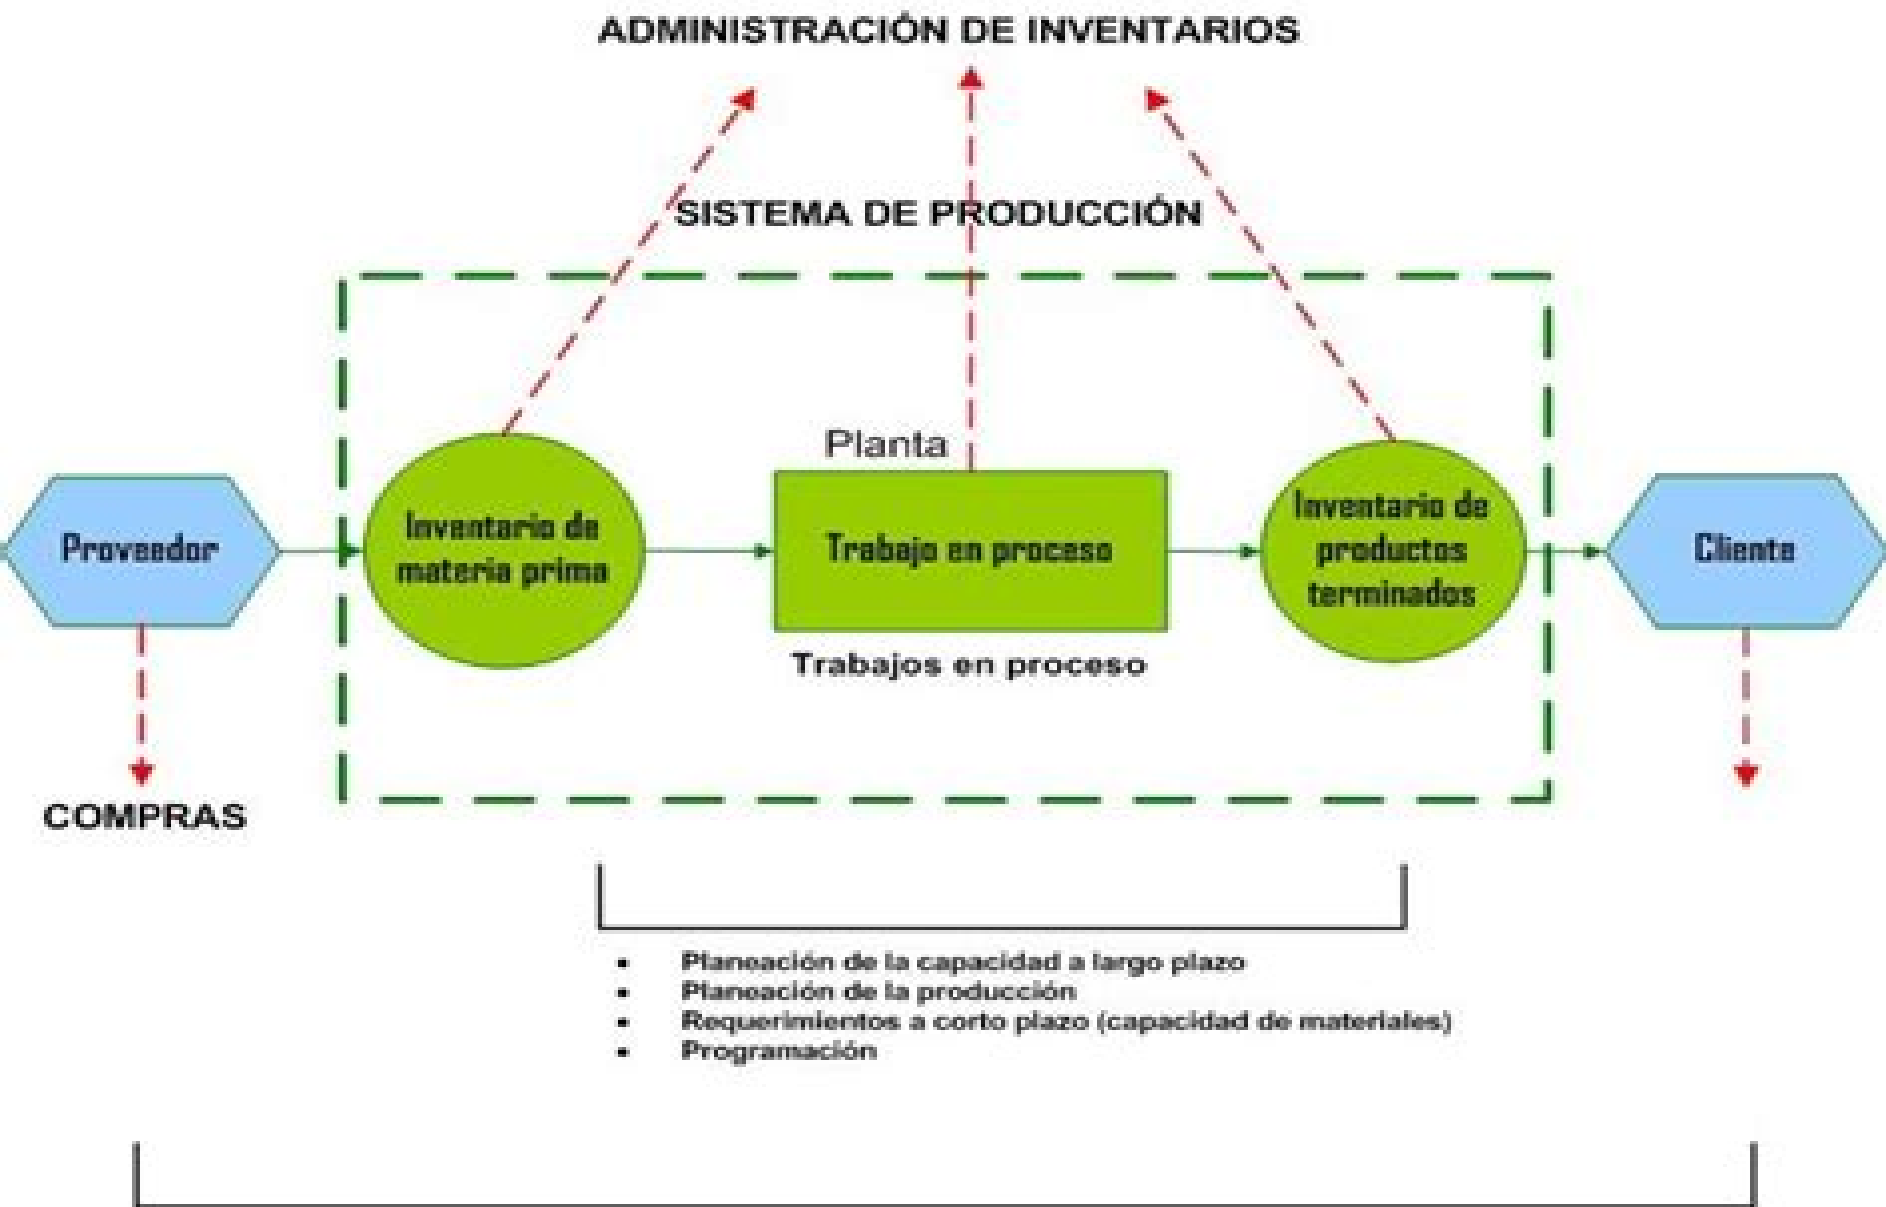 ADMINISTRACIÓN DE INVENTARIOS
SISTEMA DE PRODUCCIÓN
Planta
Proveedor
Inventario de
materia prima
Trabajo en proceso
Inventario de
productos
terminados
Cliente
Trabajos en proceso
COMPRAS
• Planeación de la capacidad a largo plazo
• Planeación de la producción
• Requerimientos a corto plazo (capacidad de materiales)
• Programación